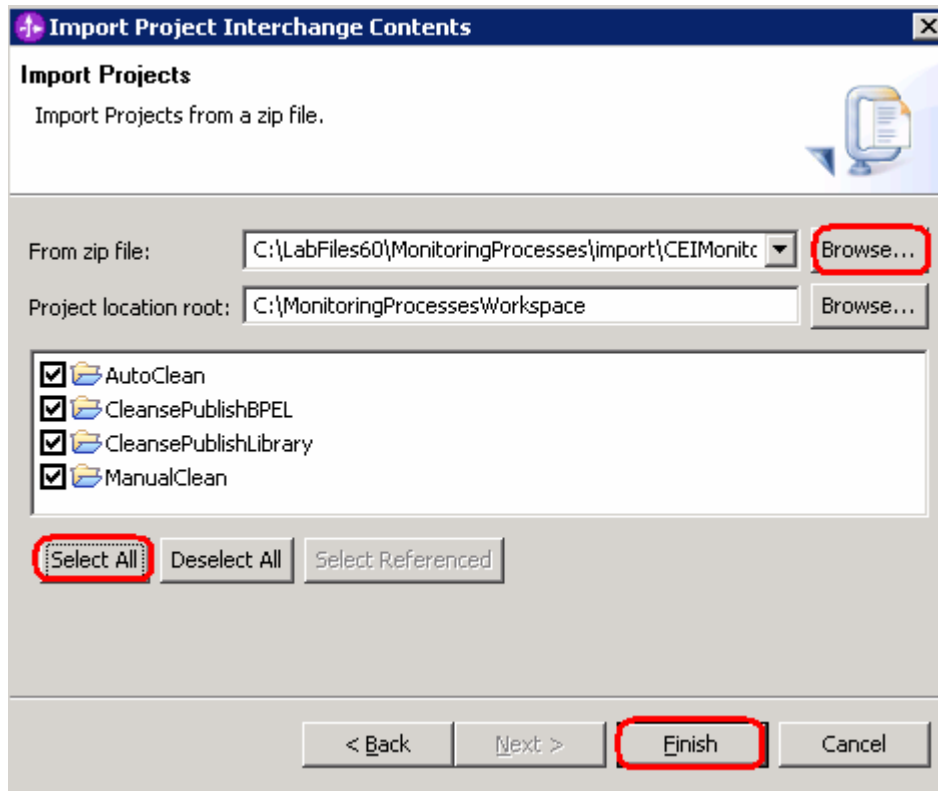 Import Project Interchange Contents
Import Projects
Import Projects from a zip file.
From zip file: C:\LabFiles60\MonitoringProcesses\import\CEIMonitc Browse...
Project location root: C:\MonitoringProcessesWorkspace Browse...
AutoClean
CleansePublishBPEL
CleansePublishLibrary
ManualClean
Select All Deselect All Select Referenced
< Back Next > Finish Cancel